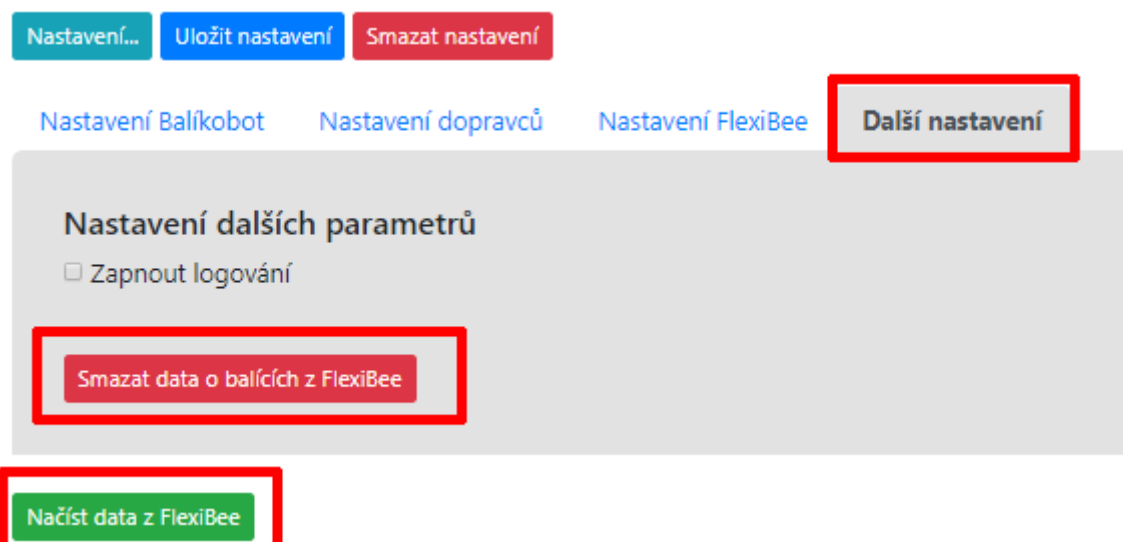 Nastavení... Uložit nastavení Smazat nastavení
Nastavení Balíkobot Nastavení dopravců Nastavení FlexiBee Další nastavení
Nastavení dalších parametrů
Zapnout logování
Smazat data o balících z FlexiBee
Načíst data z FlexiBee